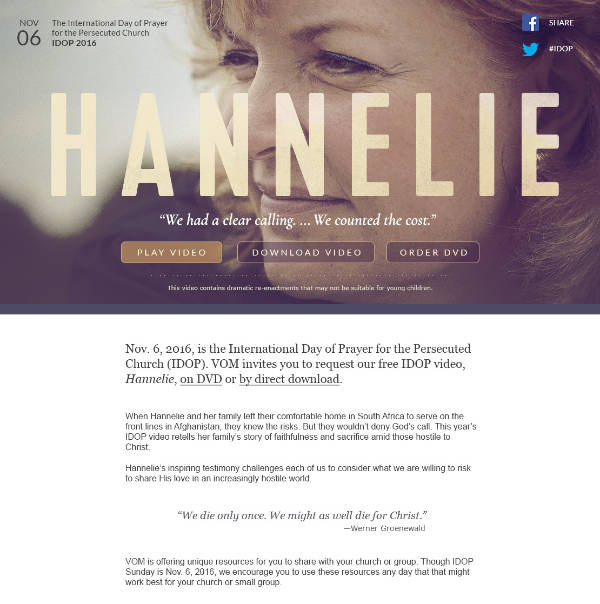 NOV
06
The International Day of Prayer
for the Persecuted Church
IDOP 2016
SHARE
#IDOP
HANNELIE
“We had a clear calling. … We counted the cost.”
PLAY VIDEO
DOWNLOAD VIDEO
ORDER DVD
This video contains dramatic re-enactments that may not be suitable for young children.
Nov. 6, 2016, is the International Day of Prayer for the Persecuted
Church (IDOP). VOM invites you to request our free IDOP video,
Hannelie, on DVD or by direct download.
When Hannelie and her family left their comfortable home in South Africa to serve on the
front lines in Afghanistan, they knew the risks. But they wouldn’t deny God’s call. This year’s
IDOP video retells her family’s story of faithfulness and sacrifice amid those hostile to
Christ.
Hannelie’s inspiring testimony challenges each of us to consider what we are willing to risk
to share His love in an increasingly hostile world.
“We die only once. We might as well die for Christ.”
—Werner Groenewald
VOM is offering unique resources for you to share with your church or group. Though IDOP
Sunday is Nov. 6, 2016, we encourage you to use these resources any day that that might
work best for your church or small group.